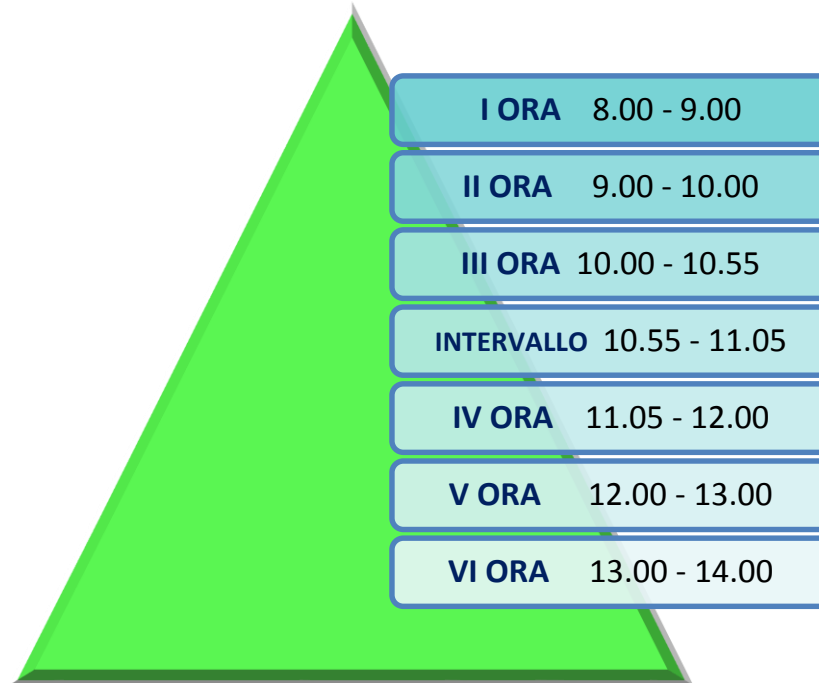 I ORA 8.00 - 9.00
II ORA 9.00 - 10.00
III ORA 10.00 - 10.55
INTERVALLO 10.55 - 11.05
IV ORA 11.05 - 12.00
V ORA 12.00 - 13.00
VI ORA 13.00 - 14.00